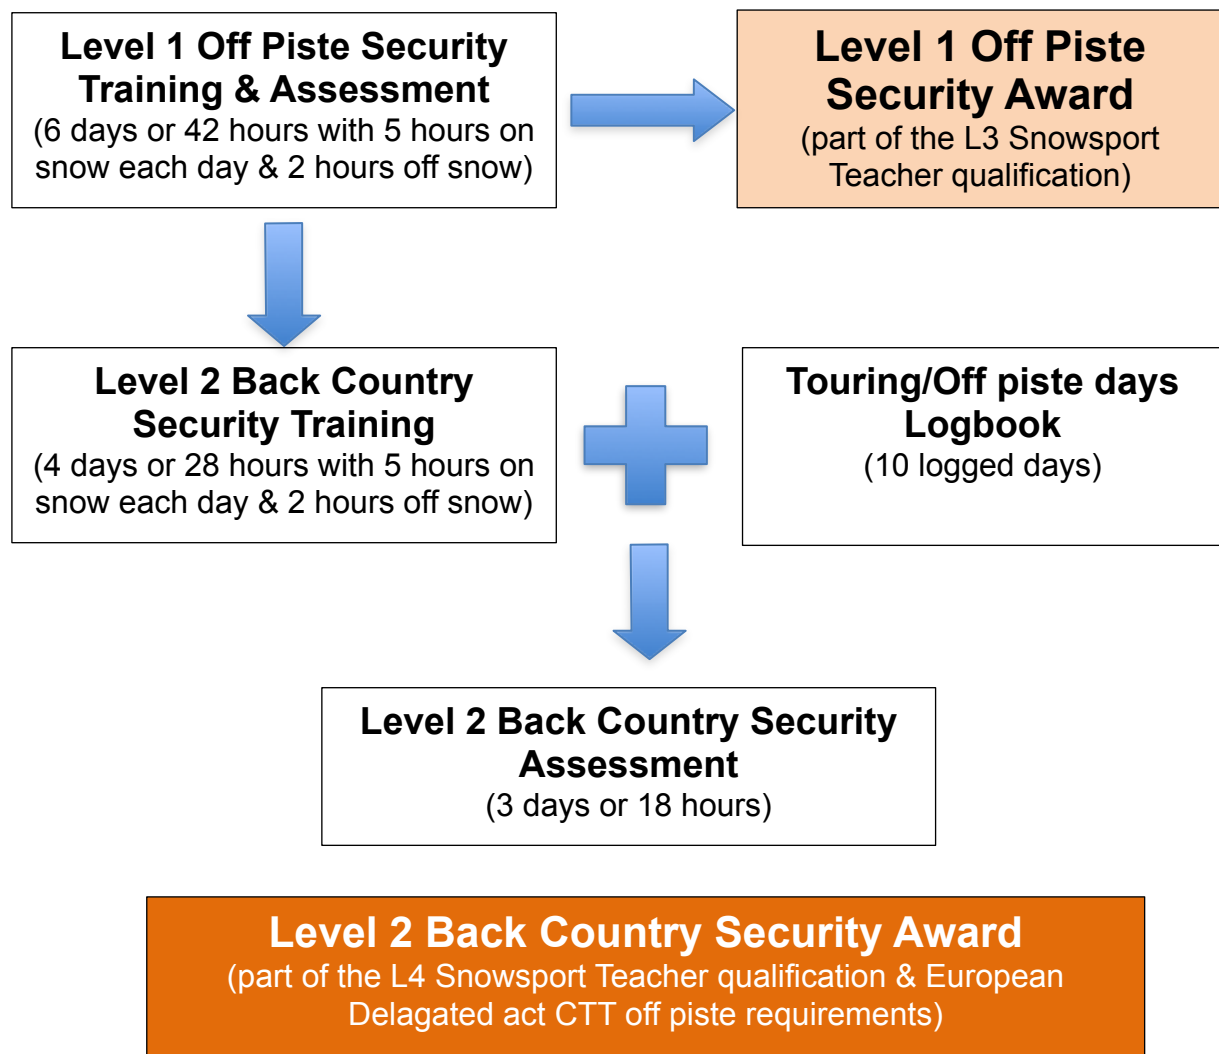 Level 1 Off Piste Security
Training & Assessment
(6 days or 42 hours with 5 hours on
snow each day & 2 hours off snow)
Level 1 Off Piste
Security Award
(part of the L3 Snowsport
Teacher qualification)
Level 2 Back Country
Security Training
(4 days or 28 hours with 5 hours on
snow each day & 2 hours off snow)
Touring/Off piste days
Logbook
(10 logged days)
Level 2 Back Country Security
Assessment
(3 days or 18 hours)
Level 2 Back Country Security Award
(part of the L4 Snowsport Teacher qualification & European
Delagated act CTT off piste requirements)